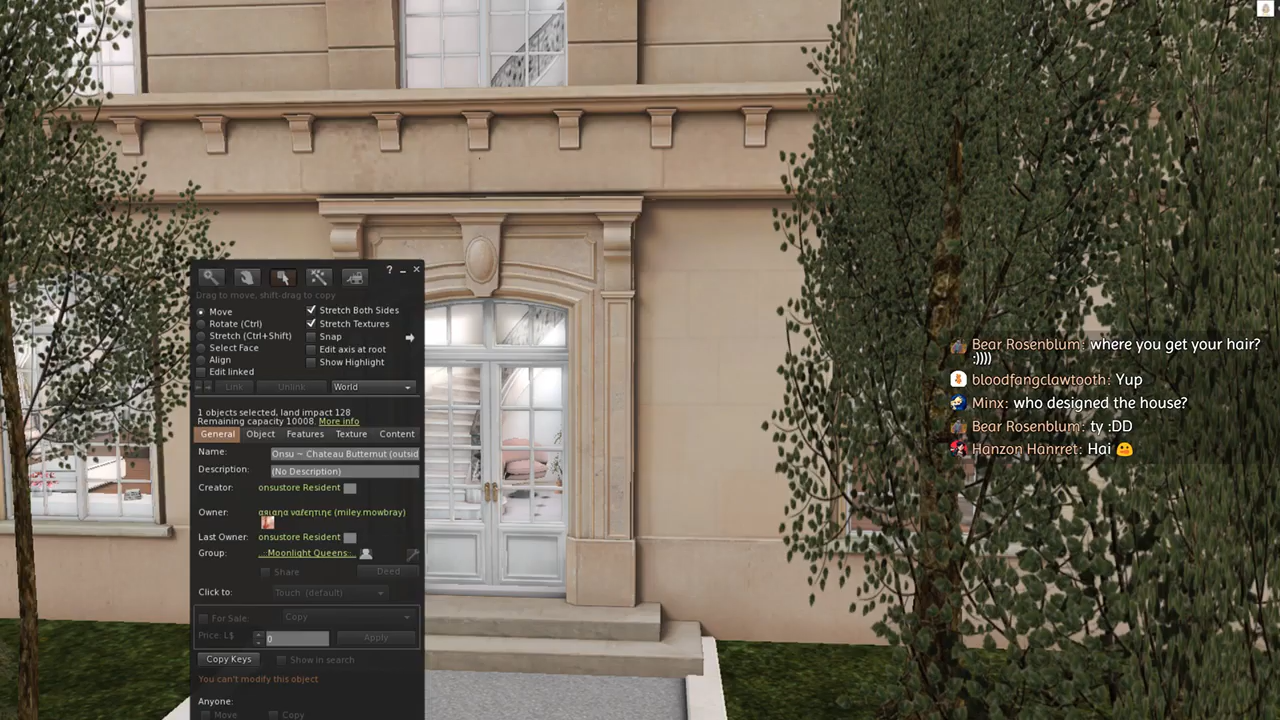 Drag to move, shift-drag to copy
Move
Rotate (Ctrl)
Stretch (Ctrl+Shift)
Select Face
Align
Edit linked
Stretch Both Sides
Stretch Textures
Snap
Edit axis at root
Show Highlight
Link
Unlink
World
1 objects selected, land impact 128
Remaining capacity 10008. More info
General Object Features Texture Content
Name: Onsu ~ Chateau Butternut (outsid
Description: (No Description)
Creator: onsustore Resident
Owner: (miley.mowbray)
Last Owner: onsustore Resident
Group: .::Moonlight Queens::.
Share
Deed
Click to: Touch (default)
For Sale: Copy
Price: L$ 0 Apply
Copy Keys Show in search
You can't modify this object
Anyone:
Move Copy
Bear Rosenblum: where you get your hair?
:))))
bloodfangclawtooth: Yup
Minx: who designed the house?
Bear Rosenblum: ty :DD
Hanzon Hanrret: Hai